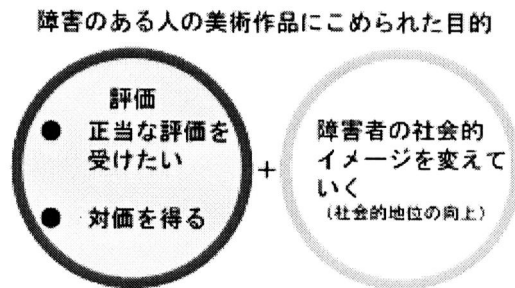 障害のある人の美術作品にこめられた目的
評価
● 正当な評価を
受けたい
● 対価を得る
+
障害者の社会的
イメージを変えて
いく
（社会的地位の向上）